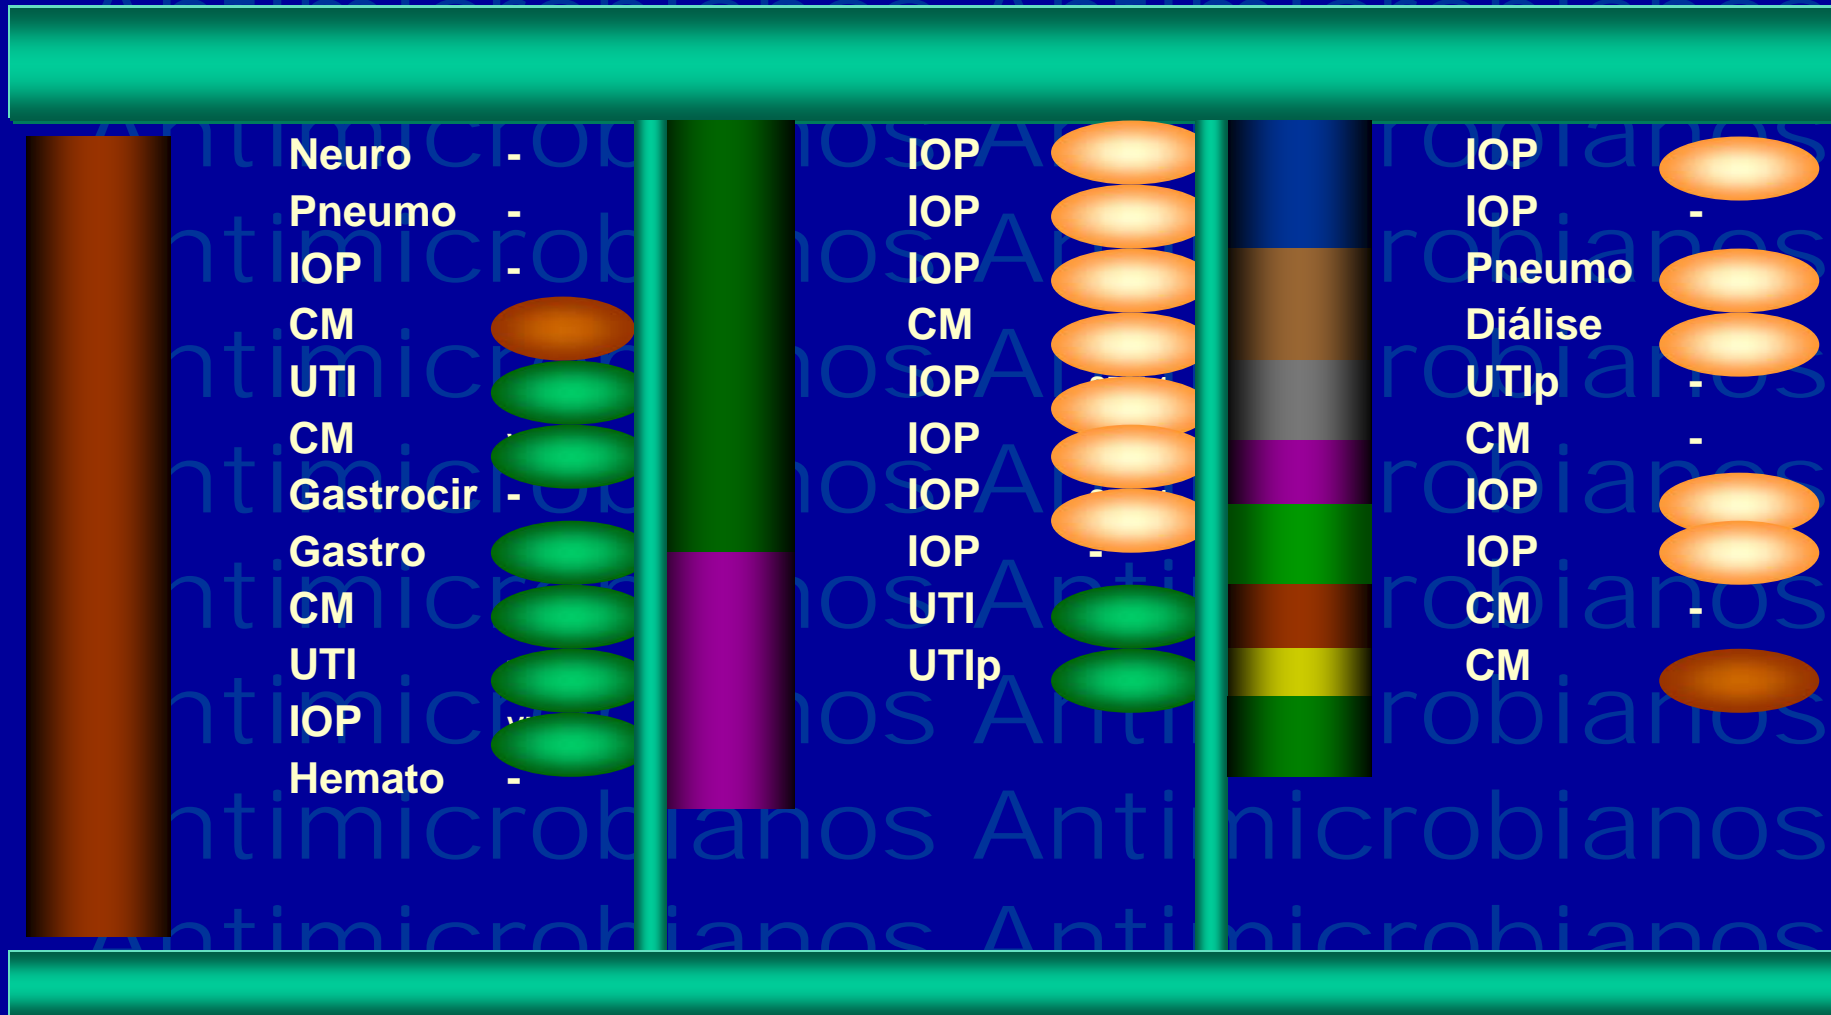 Neuro -
Pneumo -
IOP -
CM
UTI
CM
Gastrocir -
Gastro
CM
UTI
IOP
Hemato -
IOP
IOP
IOP
CM
IOP
IOP
IOP
IOP -
UTI
UTIp
IOP
IOP -
Pneumo
Diálise
UTIp -
CM -
IOP
IOP
CM -
CM
Antimicrobianos Antimicrobianos